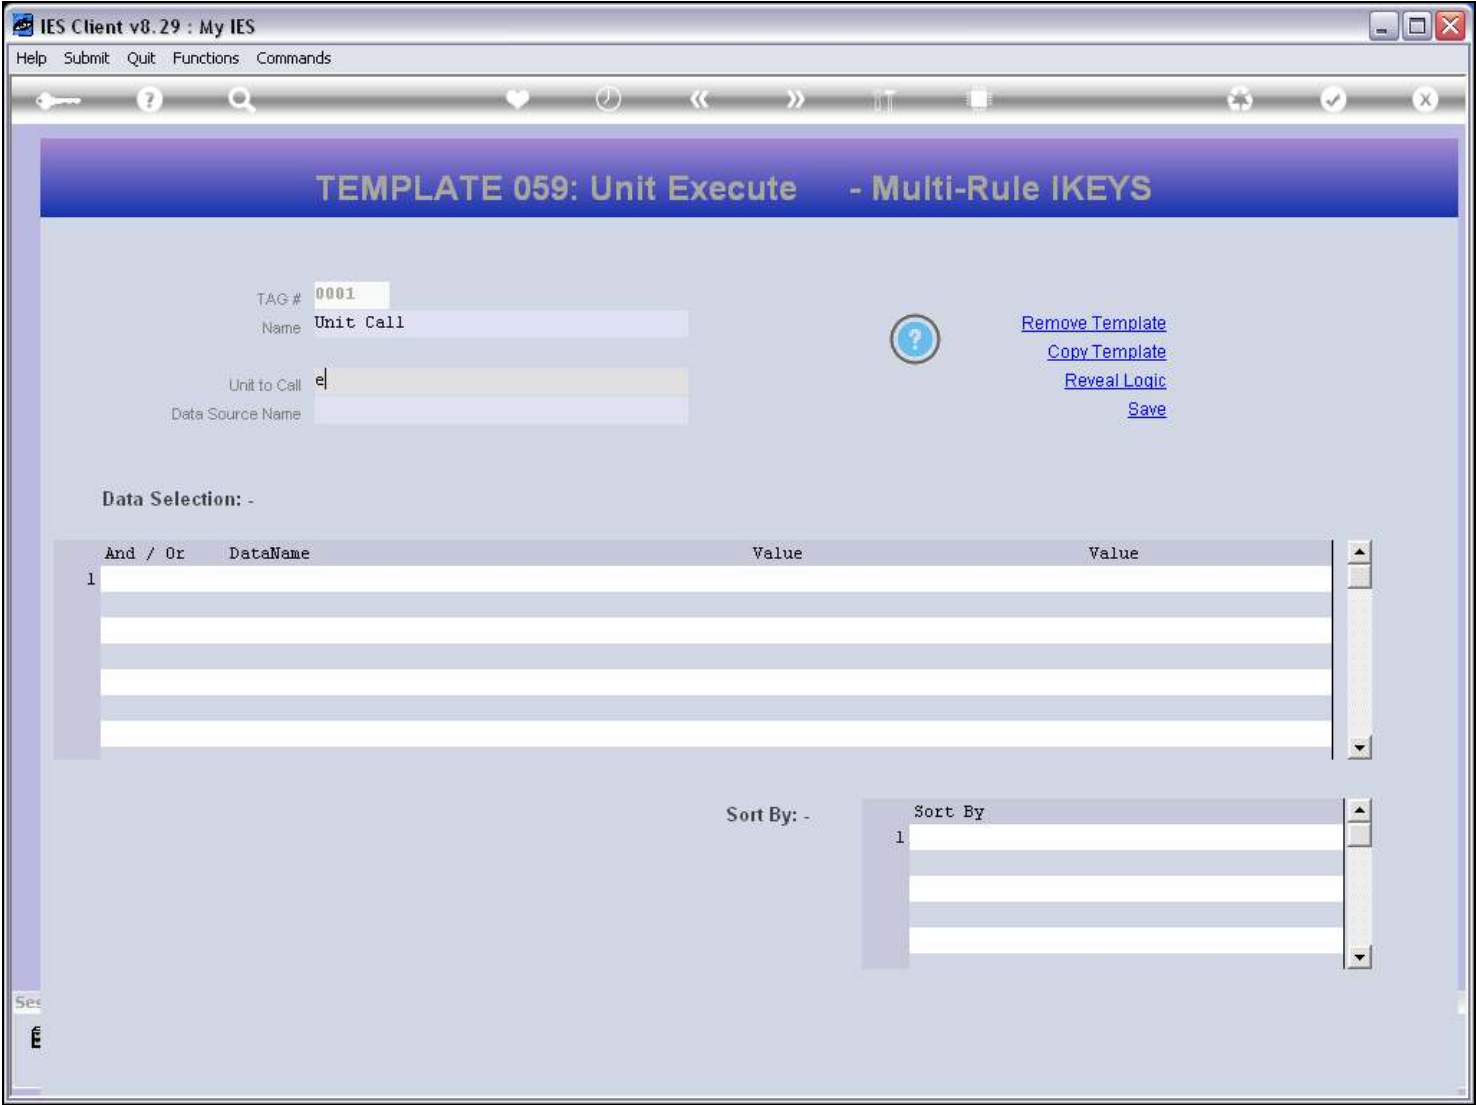 IES Client v8.29 : My IES
Help Submit Quit Functions Commands
TEMPLATE 059: Unit Execute - Multi-Rule IKEYS
TAG # 0001
Name Unit Call
Remove Template
Copy Template
Unit to Call e
Reveal Logic
Data Source Name
Save
Data Selection: -
And / Or DataName Value Value
1
Sort By: -
Sort By
1
Ses